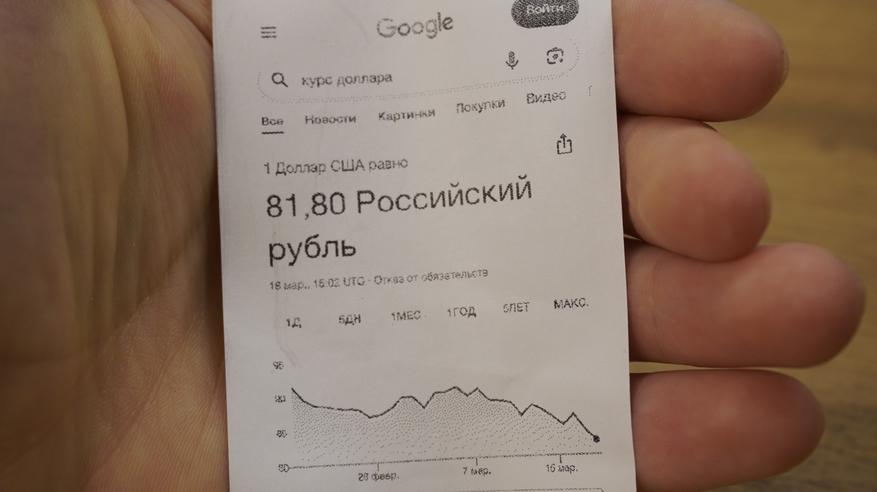 Войти
Google
курс доллара
Все Новости Картинки Покупки Видео
1 Доллар США равно
81,80 Российский
рубль
18 мар., 15:02 UTC · Отказ от обязательств
1Д 5ДН 1МЕС 1ГОД 5ЛЕТ МАКС.
95
90
85
80
26 февр. 7 мар. 16 мар.